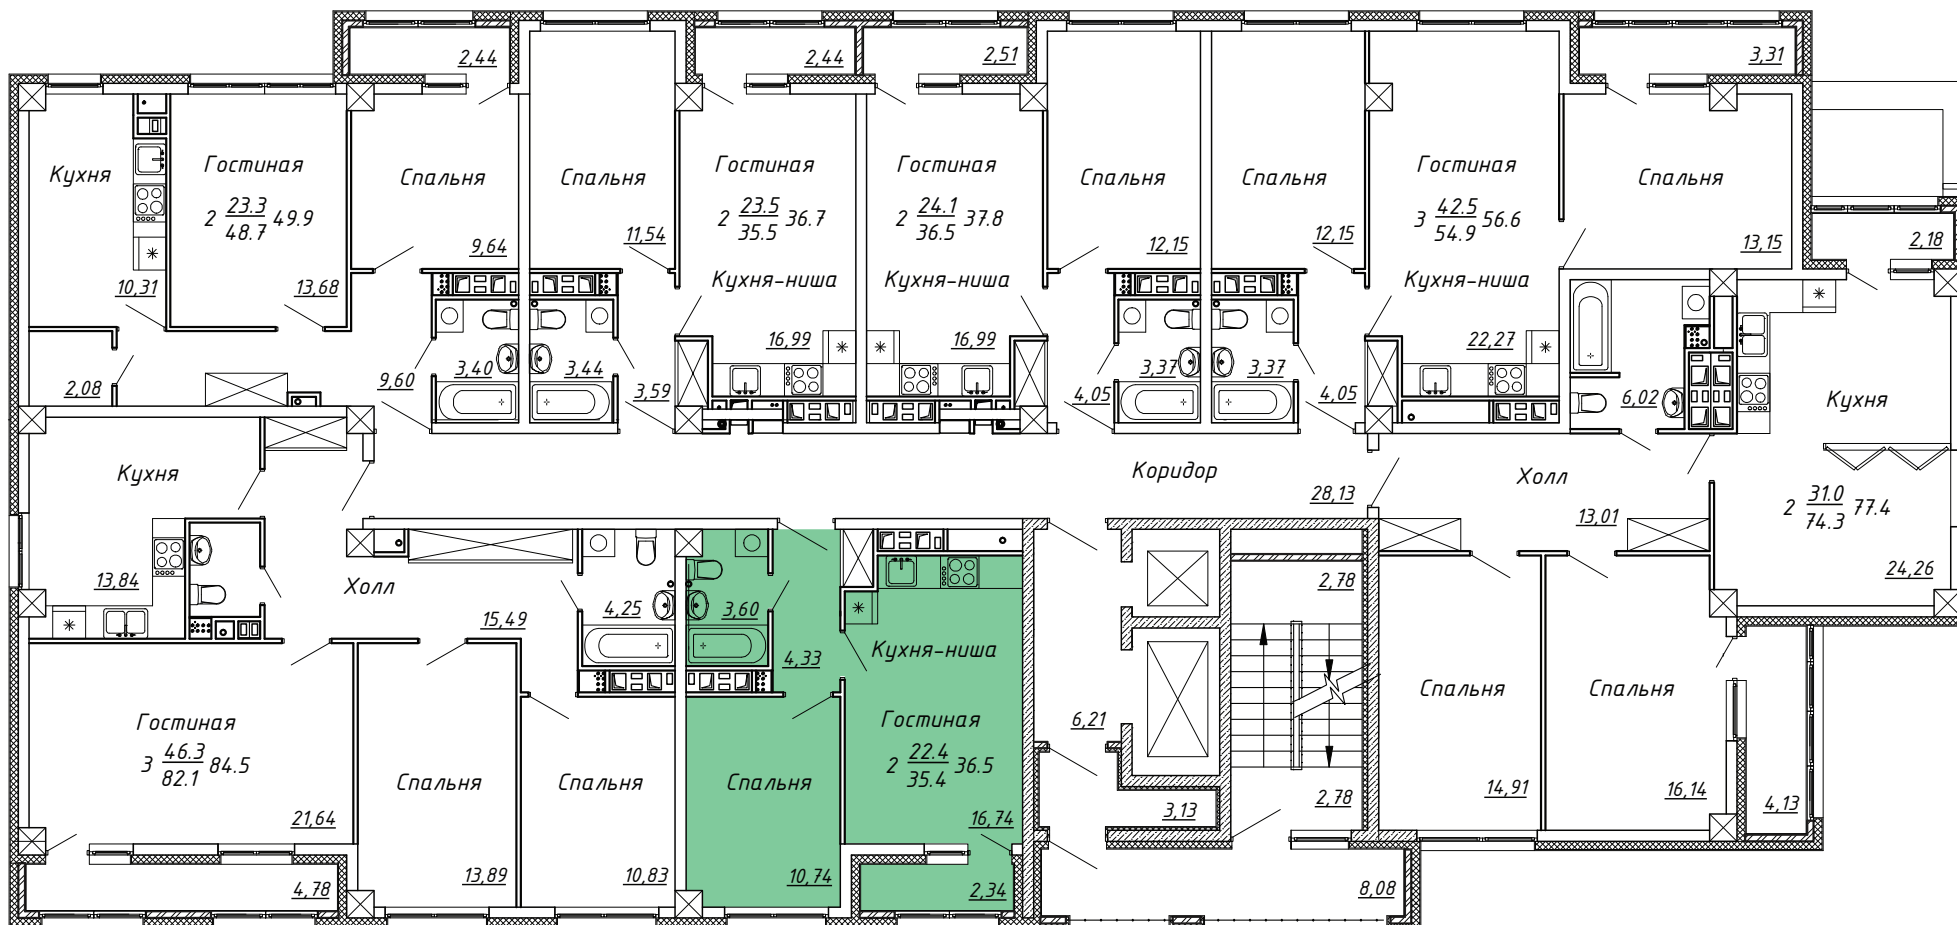 2,44
2,44
2,51
3,31
Кухня
Гостиная
2 23.3 49.9
48.7
10,31
13,68
Спальня
9,64
Спальня
11,54
Гостиная
2 23.5 36.7
35.5
Кухня-ниша
16,99
Гостиная
2 24.1 37.8
36.5
Кухня-ниша
16,99
Спальня
12,15
Спальня
12,15
Гостиная
3 42.5 56.6
54.9
Кухня-ниша
22,27
Спальня
13,15
2,18
2,08
9,60
3,40
3,44
3,59
4,05
3,37
3,37
4,05
6,02
Кухня
Кухня
13,84
Коридор
28,13
Холл
13,01
2 31.0 77.4
74.3
24,26
Холл
15,49
4,25
3,60
4,33
Кухня-ниша
2,78
Гостиная
3 46.3 84.5
82.1
21,64
4,78
Спальня
13,89
Спальня
10,83
Спальня
10,74
Гостиная
2 22.4 36.5
35.4
16,74
2,34
6,21
3,13
2,78
8,08
Спальня
14,91
Спальня
16,14
4,13